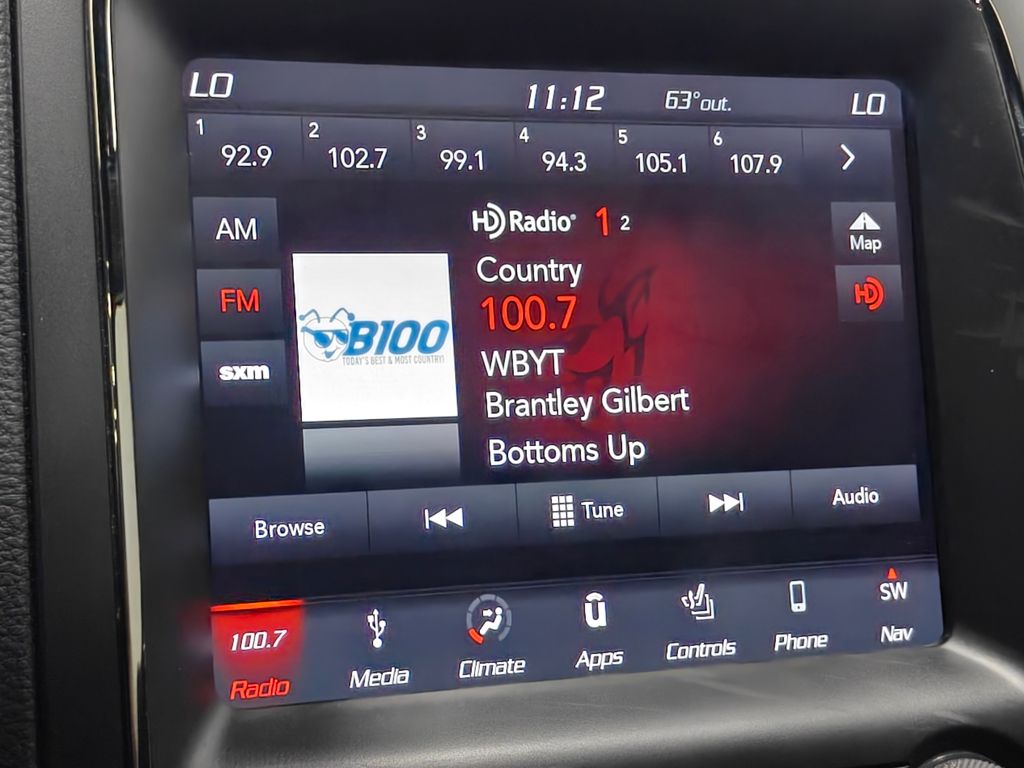 LO 11:12 63°out. LO
1 92.9 2 102.7 3 99.1 4 94.3 5 105.1 6 107.9
AM
FM
sxm
B100
TODAY'S BEST & MOST COUNTRY!
HD Radio® 1 2
Country
100.7
WBYT
Brantley Gilbert
Bottoms Up
Map
HD
Browse Tune Audio
100.7 SW
Radio Media Climate Apps Controls Phone Nav